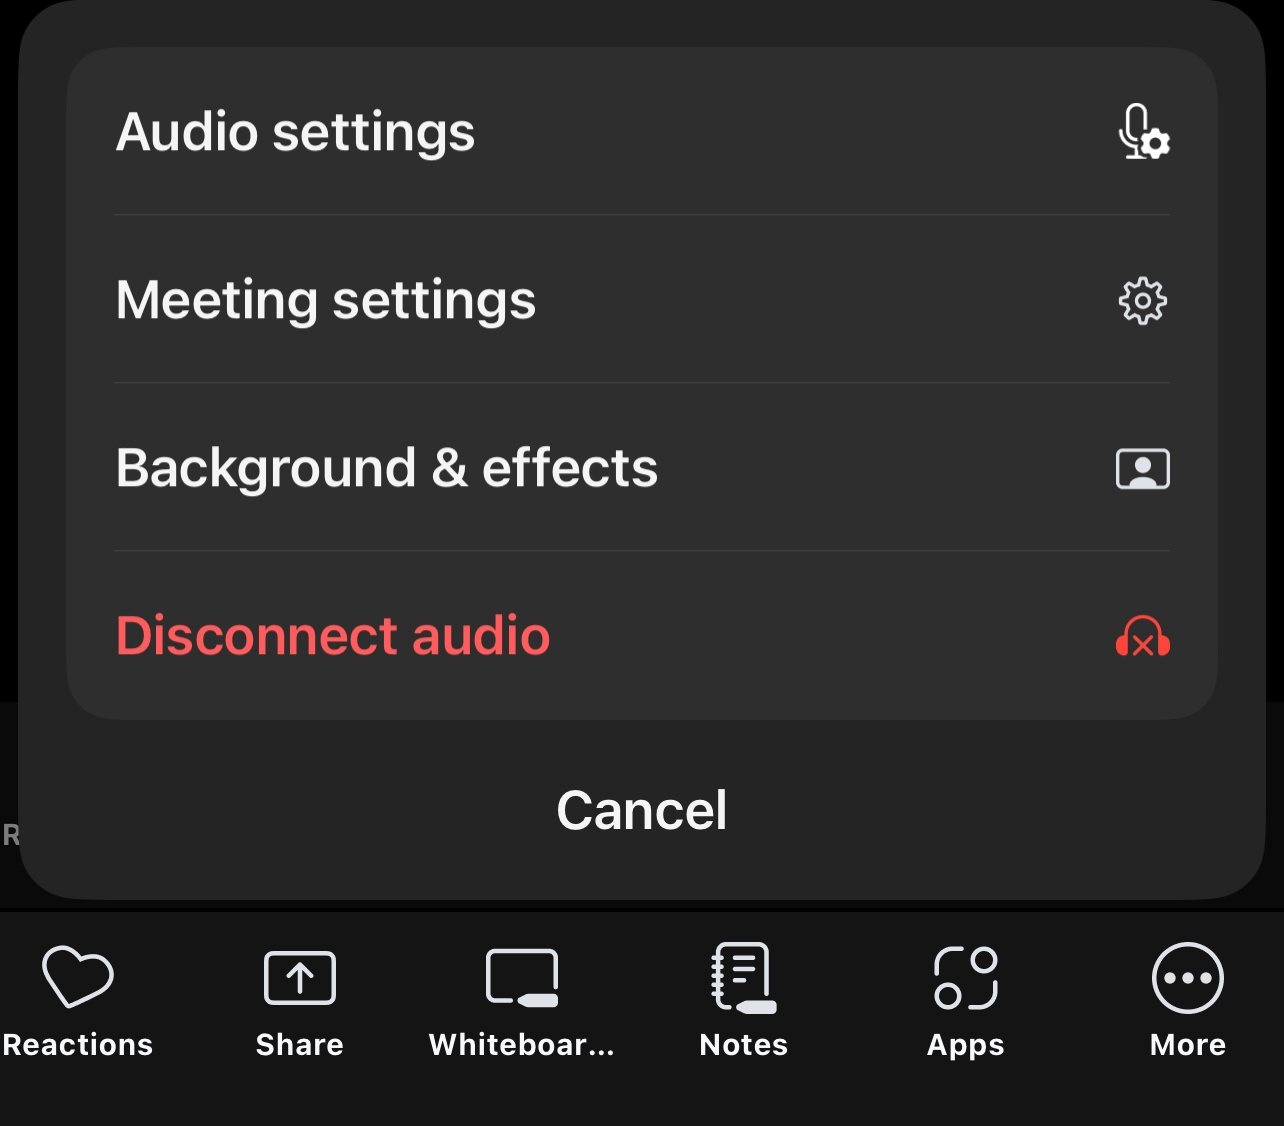 Audio settings
Meeting settings
Background & effects
Disconnect audio
Cancel
R
Reactions
Share
Whiteboar...
Notes
Apps
More